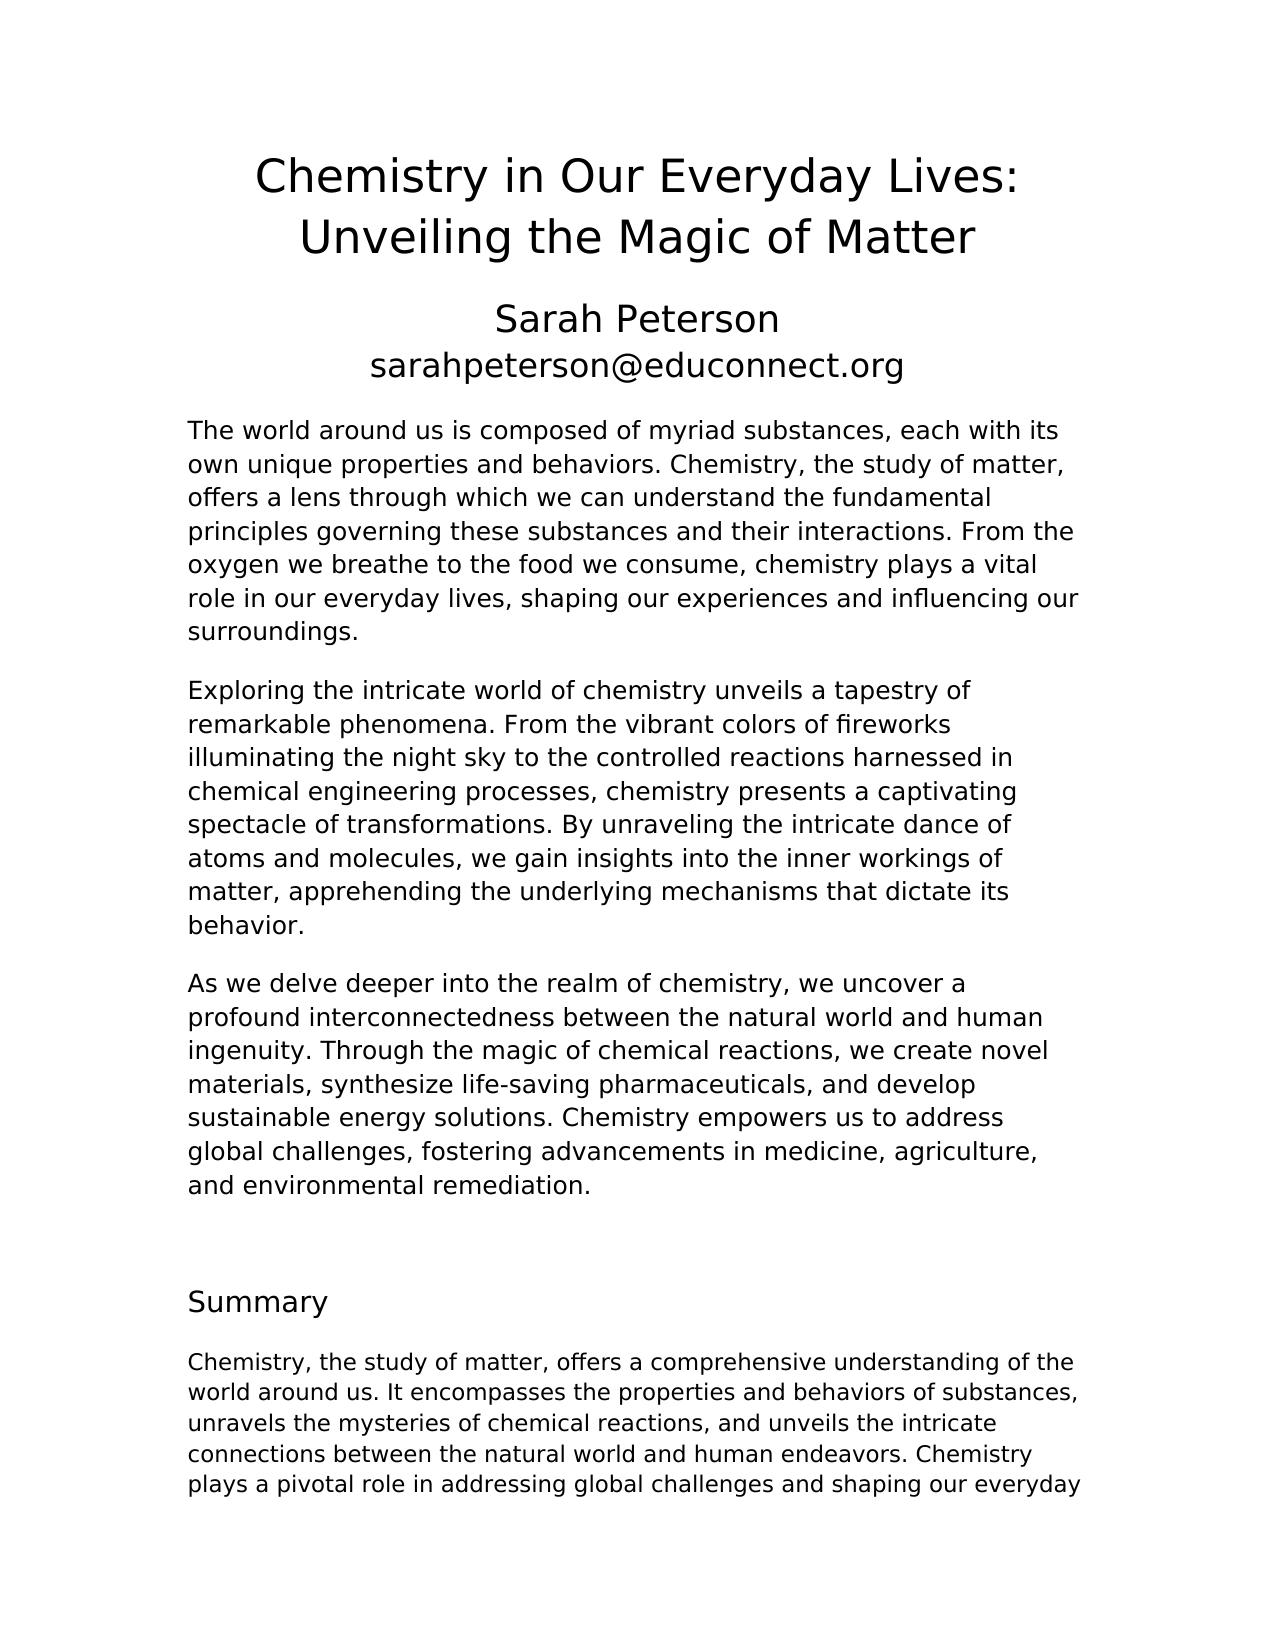 Chemistry in Our Everyday Lives:
Unveiling the Magic of Matter
Sarah Peterson
sarahpeterson@educonnect.org
The world around us is composed of myriad substances, each with its
own unique properties and behaviors. Chemistry, the study of matter,
offers a lens through which we can understand the fundamental
principles governing these substances and their interactions. From the
oxygen we breathe to the food we consume, chemistry plays a vital
role in our everyday lives, shaping our experiences and influencing our
surroundings.
Exploring the intricate world of chemistry unveils a tapestry of
remarkable phenomena. From the vibrant colors of fireworks
illuminating the night sky to the controlled reactions harnessed in
chemical engineering processes, chemistry presents a captivating
spectacle of transformations. By unraveling the intricate dance of
atoms and molecules, we gain insights into the inner workings of
matter, apprehending the underlying mechanisms that dictate its
behavior.
As we delve deeper into the realm of chemistry, we uncover a
profound interconnectedness between the natural world and human
ingenuity. Through the magic of chemical reactions, we create novel
materials, synthesize life-saving pharmaceuticals, and develop
sustainable energy solutions. Chemistry empowers us to address
global challenges, fostering advancements in medicine, agriculture,
and environmental remediation.
Summary
Chemistry, the study of matter, offers a comprehensive understanding of the
world around us. It encompasses the properties and behaviors of substances,
unravels the mysteries of chemical reactions, and unveils the intricate
connections between the natural world and human endeavors. Chemistry
plays a pivotal role in addressing global challenges and shaping our everyday